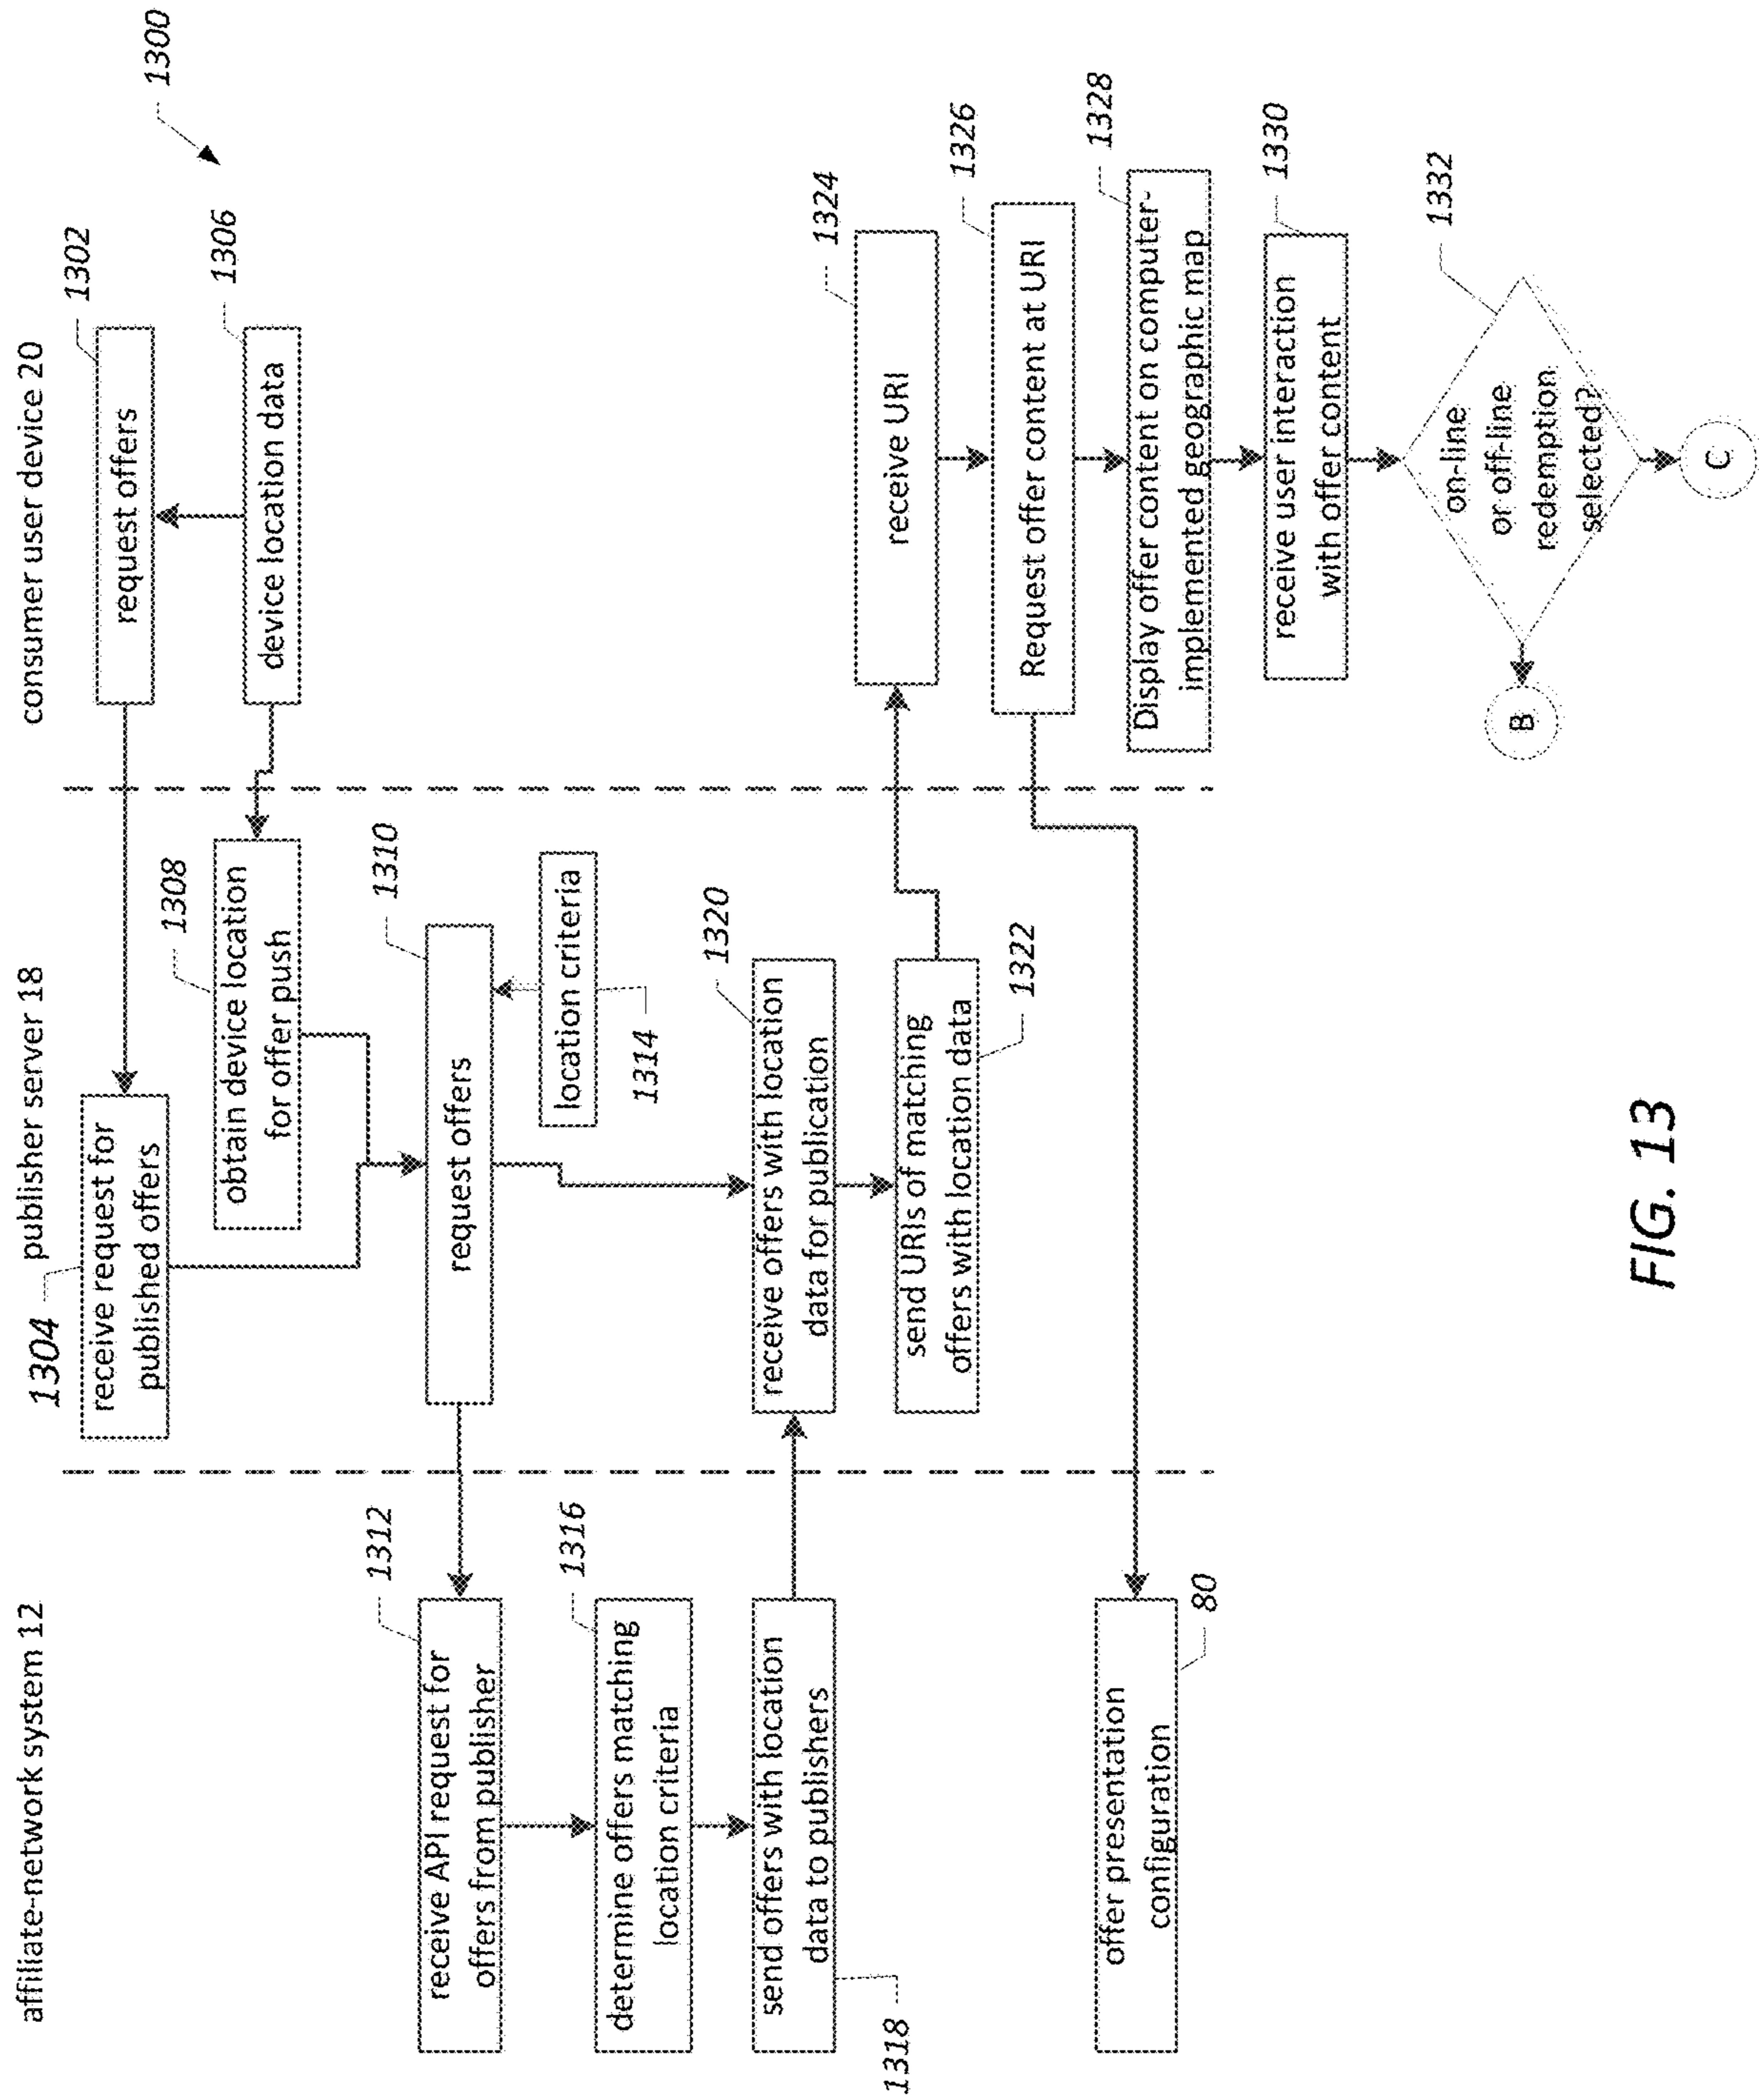 affiliate-network system 12
publisher server 18
consumer user device 20
1300
1302
request offers
1304
receive request for
published offers
1306
device location data
1308
obtain device location
for offer push
1310
request offers
1312
receive API request for
offers from publisher
location criteria
1314
1316
determine offers matching
location criteria
send offers with location
data to publishers
1318
1320
receive offers with location
data for publication
send URIs of matching
offers with location data
1322
1324
receive URI
1326
Request offer content at URI
offer presentation
configuration
80
1328
Display offer content on computer-
implemented geographic map
1330
receive user interaction
with offer content
1332
on-line
or off-line
redemption
selected?
B
C
FIG. 13